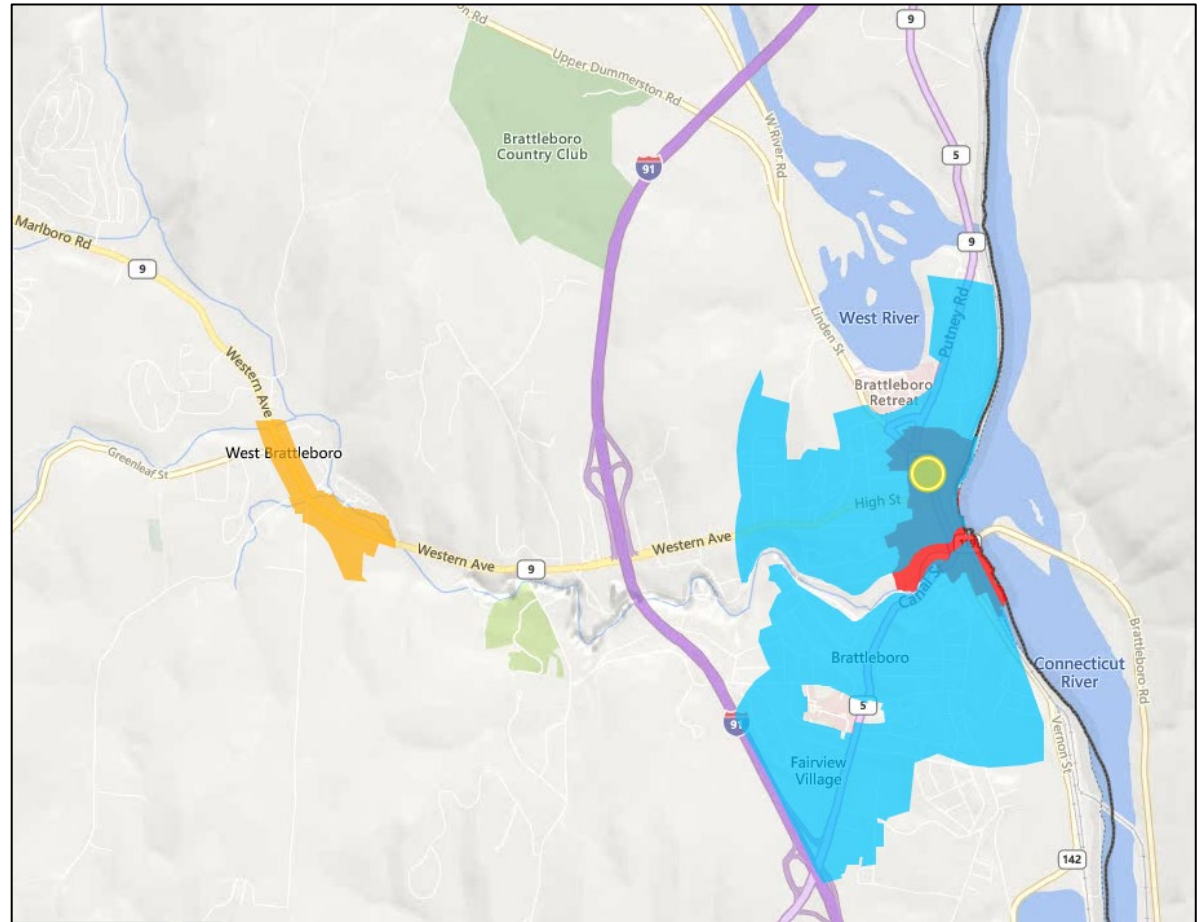 on Rd
9
Upper Dummerston Rd
Brattleboro
Country Club
W River Rd
91
5
Marlboro Rd
9
9
West River
Putney Rd
Linden St
Western Ave
Brattleboro
Retreat
West Brattleboro
Greenleaf St
High St
Western Ave
Western Ave
9
Canal St
Brattleboro
Connecticut
River
Brattleboro Rd
5
91
Vernon St
Fairview
Village
142